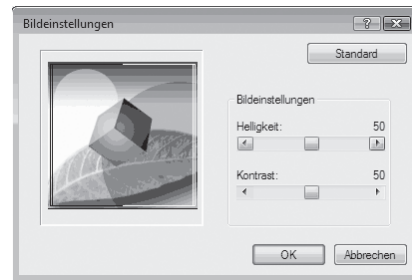 Bildeinstellungen
Standard
Bildeinstellungen
Helligkeit: 50
Kontrast: 50
OK Abbrechen